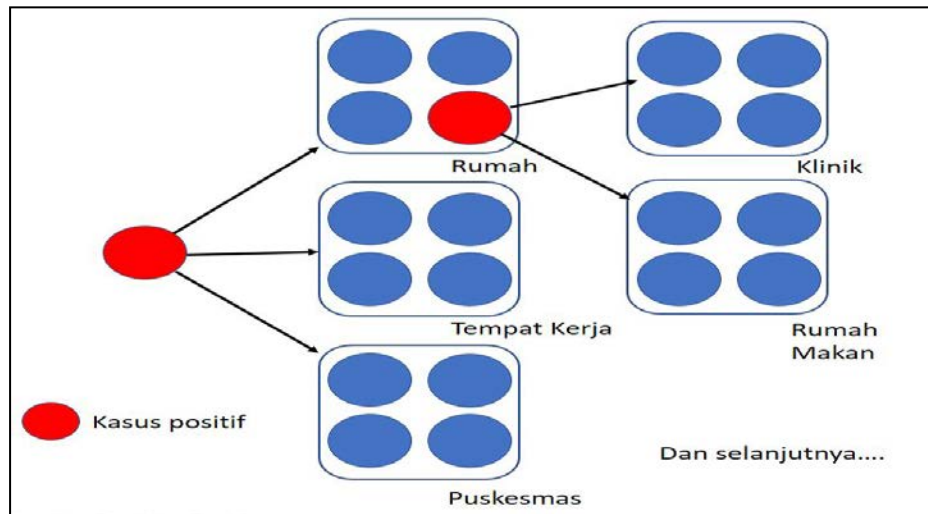 Rumah
Klinik
Tempat Kerja
Rumah
Makan
Kasus positif
Dan selanjutnya....
Puskesmas